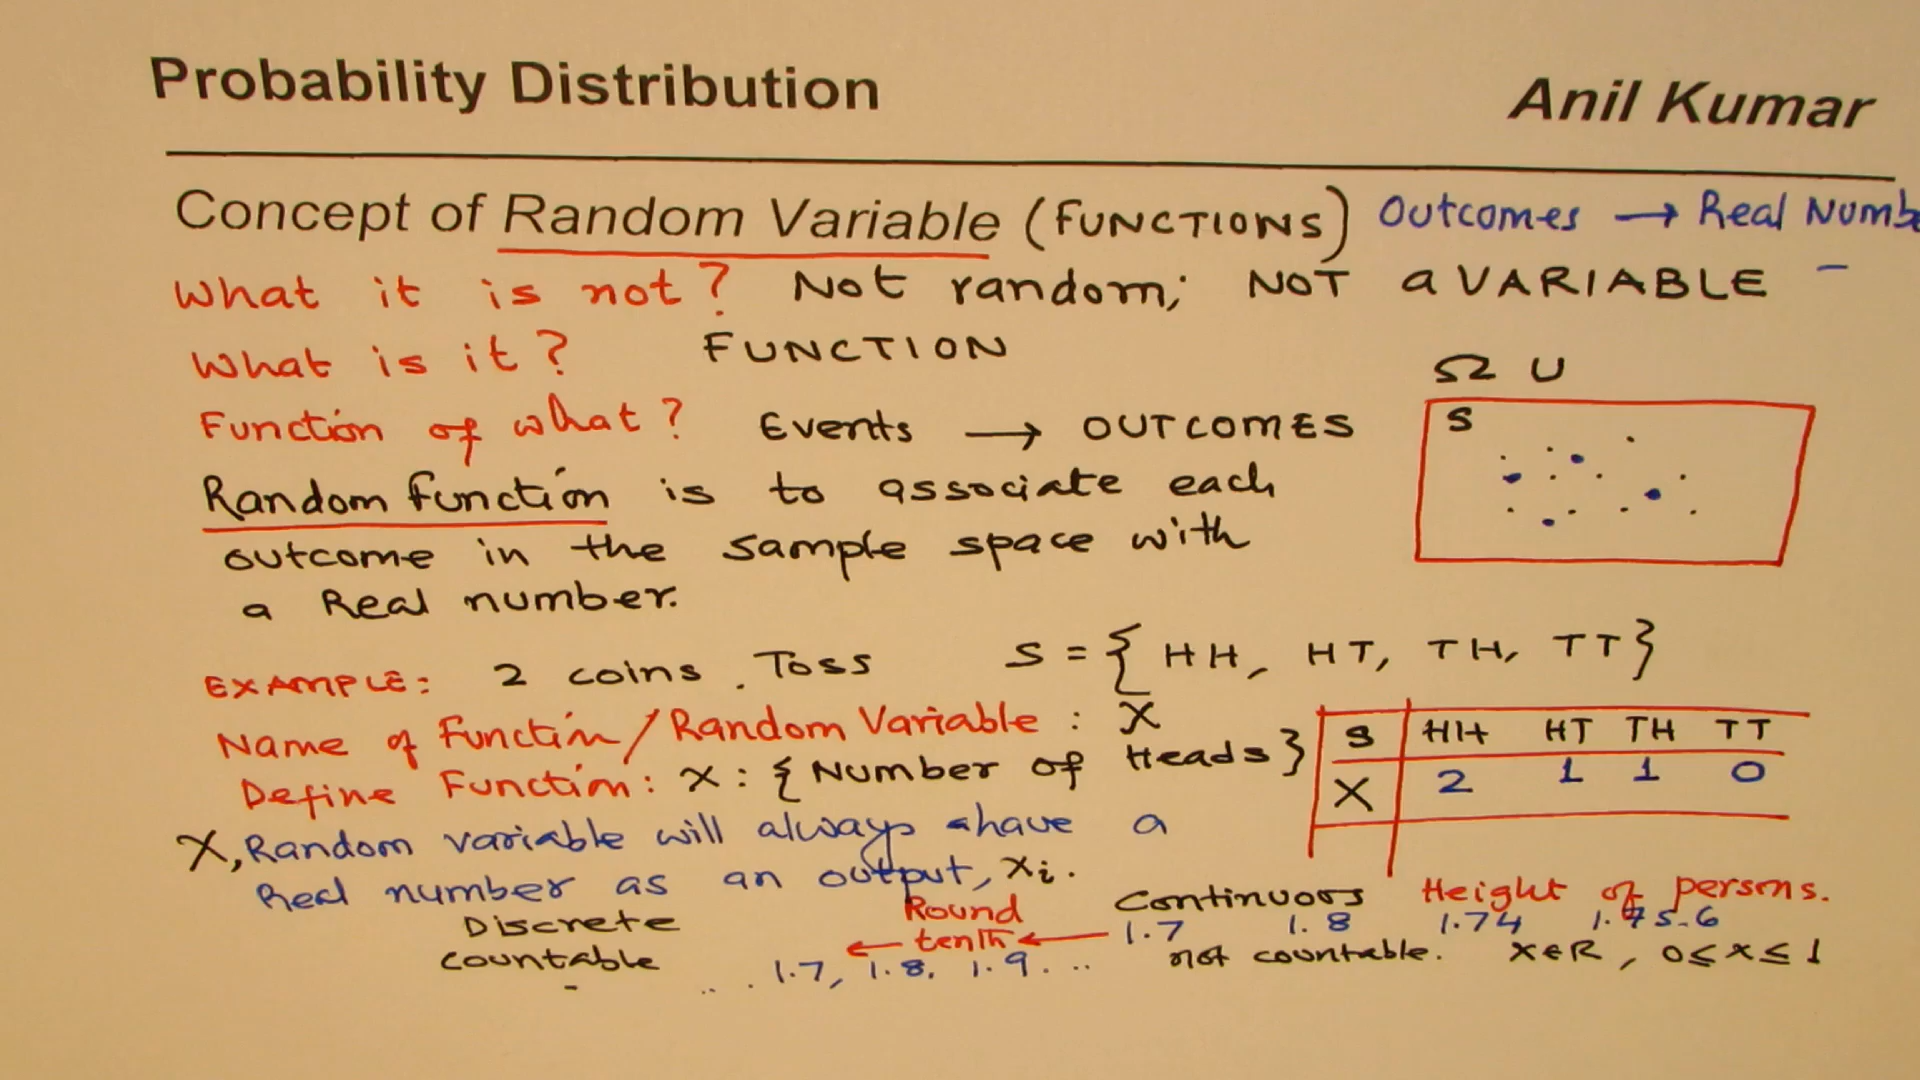 Probability Distribution
Anil Kumar
Concept of Random Variable (FUNCTIONS) Outcomes → Real Numb
What it is not? Not random; NOT a VARIABLE
What is it? FUNCTION
Ω U
Function of what? Events → OUTCOMES
S
Random function is to associate each
outcome in the sample space with
a Real number.
EXAMPLE: 2 coins Toss S = { HH, HT, TH, TT}
Name of Function/Random Variable : X
Define Function: X : { Number of Heads }
S HH HT TH TT
X 2 1 1 0
X, Random variable will always have a
Real number as an output, xi.
Discrete Round Continuous Height of persons.
countable ← tenth ← 1.7 1.8 1.74
.. . 1.7, 1.8, 1.9. .. not countable. X∈R, 0≤x≤1